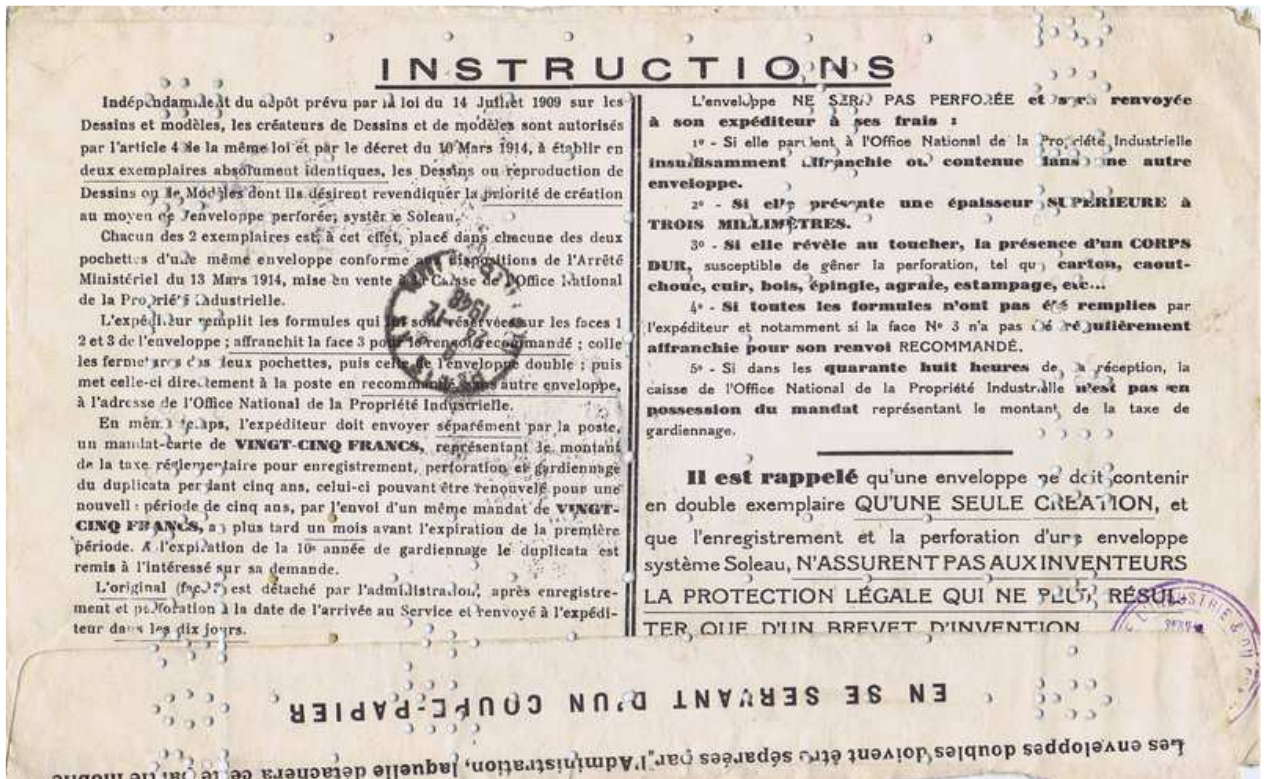 INSTRUCTIONS
Indépendamment du dépôt prévu par la loi du 14 Juillet 1909 sur les
Dessins et modèles, les créateurs de Dessins et de modèles sont autorisés
par l'article 4 de la même loi et par le décret du 10 Mars 1914, à établir en
deux exemplaires absolument identiques, les Dessins ou reproduction de
Dessins ou de Modèles dont ils désirent revendiquer la priorité de création
au moyen de l'enveloppe perforée, système Soleau.
Chacun des 2 exemplaires est, à cet effet, placé dans chacune des deux
pochettes d'une même enveloppe conforme aux dispositions de l'Arrêté
Ministériel du 13 Mars 1914, mise en vente à la Caisse de l'Office National
de la Propriété Industrielle.
L'expéditeur remplit les formules qui lui sont réservées sur les faces 1
2 et 3 de l'enveloppe ; affranchit la face 3 pour le renvoi recommandé ; colle
les fermetures des deux pochettes, puis celle de l'enveloppe double ; puis
met celle-ci directement à la poste en recommandé, sans autre enveloppe,
à l'adresse de l'Office National de la Propriété Industrielle.
En même temps, l'expéditeur doit envoyer séparément par la poste,
un mandat-carte de VINGT-CINQ FRANCS, représentant le montant
de la taxe réglementaire pour enregistrement, perforation et gardiennage
du duplicata pendant cinq ans, celui-ci pouvant être renouvelé pour une
nouvelle période de cinq ans, par l'envoi d'un même mandat de VINGT-
CINQ FRANCS, au plus tard un mois avant l'expiration de la première
période. A l'expiration de la 10e année de gardiennage le duplicata est
remis à l'intéressé sur sa demande.
L'original (face 3) est détaché par l'administration, après enregistre-
ment et perforation à la date de l'arrivée au Service et renvoyé à l'expédi-
teur dans les dix jours.
L'enveloppe NE SERA PAS PERFORÉE et sera renvoyée
à son expéditeur à ses frais :
1º - Si elle parvient à l'Office National de la Propriété Industrielle
insuffisamment affranchie ou contenue dans une autre
enveloppe.
2º - Si elle présente une épaisseur SUPÉRIEURE à
TROIS MILLIMÈTRES.
3º - Si elle révèle au toucher, la présence d'un CORPS
DUR, susceptible de gêner la perforation, tel que carton, caout-
chouc, cuir, bois, épingle, agrafe, estampage, etc...
4º - Si toutes les formules n'ont pas été remplies par
l'expéditeur et notamment si la face Nº 3 n'a pas été régulièrement
affranchie pour son renvoi RECOMMANDÉ.
5º - Si dans les quarante huit heures de la réception, la
caisse de l'Office National de la Propriété Industrielle n'est pas en
possession du mandat représentant le montant de la taxe de
gardiennage.
Il est rappelé qu'une enveloppe ne doit contenir
en double exemplaire QU'UNE SEULE CRÉATION, et
que l'enregistrement et la perforation d'une enveloppe
système Soleau, N'ASSURENT PAS AUX INVENTEURS
LA PROTECTION LÉGALE QUI NE PEUT RÉSUL-
TER QUE D'UN BREVET D'INVENTION
1948
INDUSTRIE &
EN SE SERVANT D'UN COUPE-PAPIER
Les enveloppes doubles doivent être séparées par l'Administration, laquelle détachera cette partie mobile